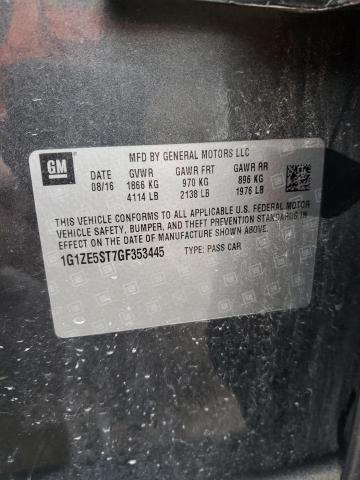 GM
MFD BY GENERAL MOTORS LLC
DATE GVWR GAWR FRT GAWR RR
08/16 1866 KG 970 KG 896 KG
4114 LB 2138 LB 1976 LB
THIS VEHICLE CONFORMS TO ALL APPLICABLE U.S. FEDERAL MOTOR
VEHICLE SAFETY, BUMPER, AND THEFT PREVENTION STANDARDS IN
EFFECT ON THE DATE OF MANUFACTURE SHOWN ABOVE.
1G1ZE5ST7GF353445 TYPE: PASS CAR